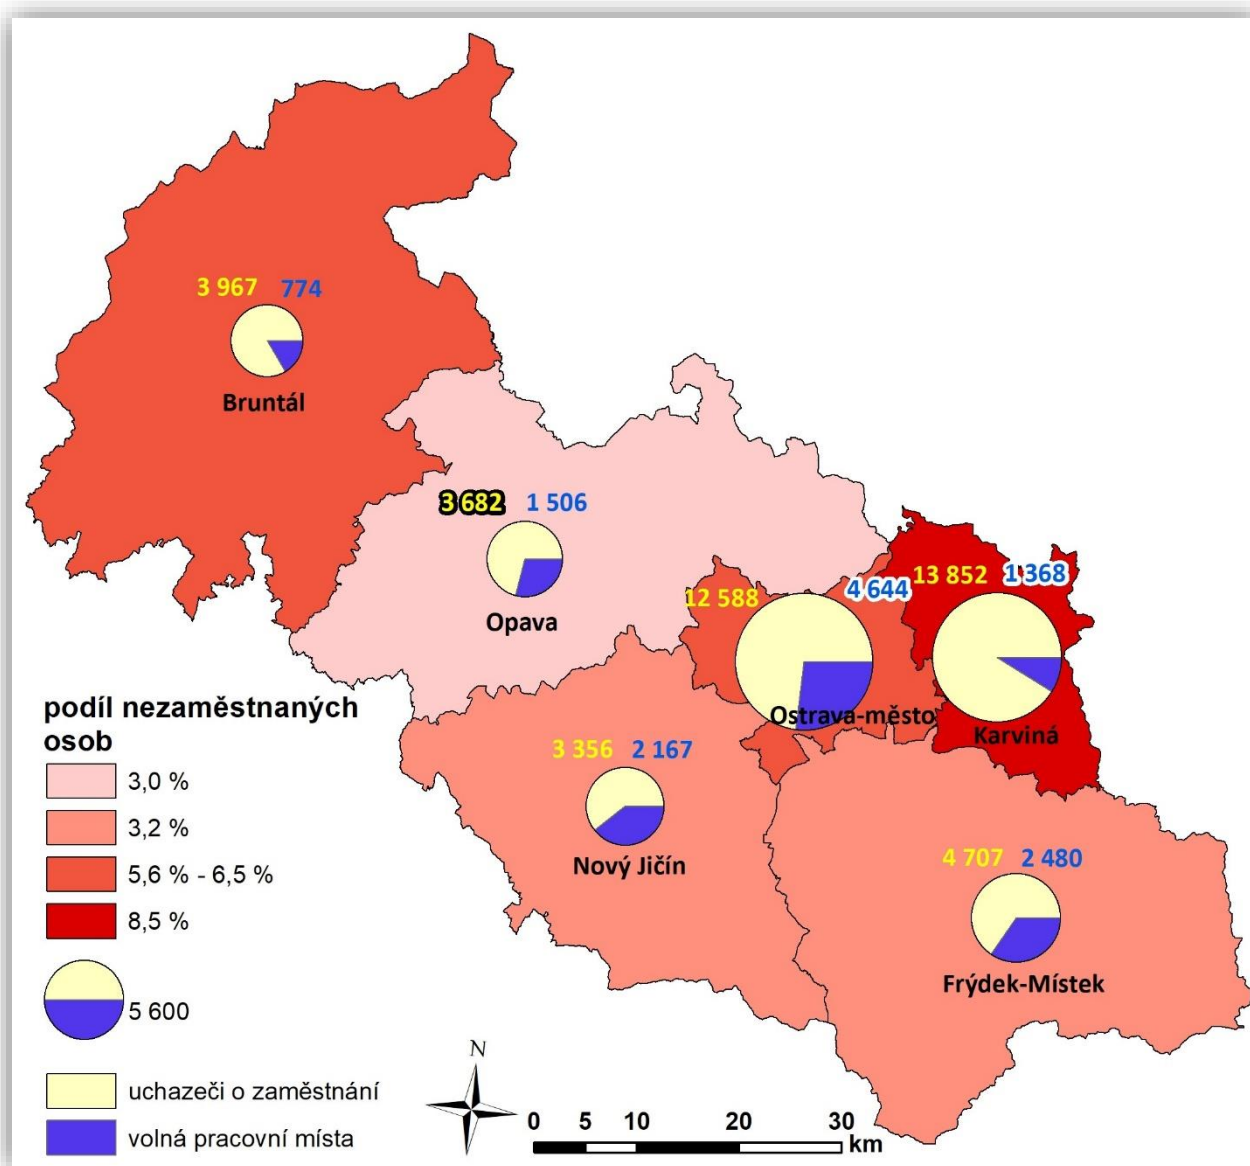 3 967 774
Bruntál
3 682 1 506
Opava
12 588 4 644
Ostrava-město
13 852 1 368
Karviná
3 356 2 167
Nový Jičín
4 707 2 480
Frýdek-Místek
podíl nezaměstnaných
osob
3,0 %
3,2 %
5,6 % - 6,5 %
8,5 %
5 600
uchazeči o zaměstnání
volná pracovní místa
N
0 5 10 20 30
km